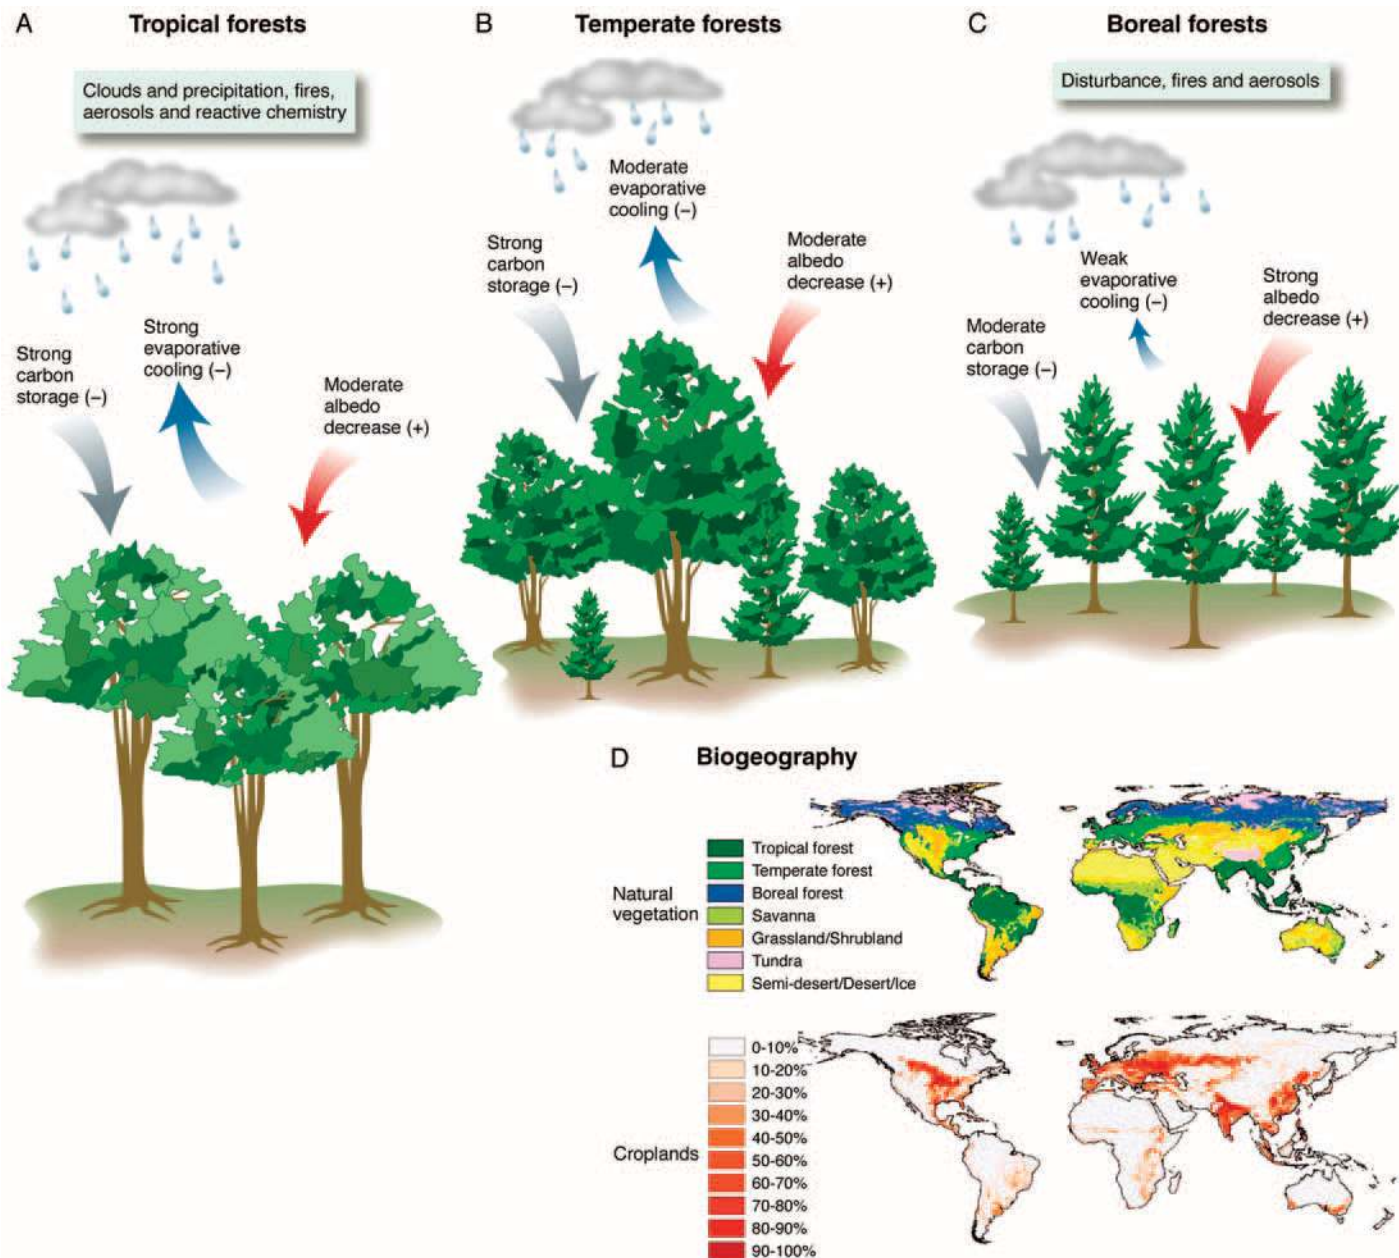 A Tropical forests
Clouds and precipitation, fires,
aerosols and reactive chemistry
Strong
carbon
storage (–)
Strong
evaporative
cooling (–)
Moderate
albedo
decrease (+)
B Temperate forests
Moderate
evaporative
cooling (–)
Strong
carbon
storage (–)
Moderate
albedo
decrease (+)
C Boreal forests
Disturbance, fires and aerosols
Weak
evaporative
cooling (–)
Strong
albedo
decrease (+)
Moderate
carbon
storage (–)
D Biogeography
Natural
vegetation
Tropical forest
Temperate forest
Boreal forest
Savanna
Grassland/Shrubland
Tundra
Semi-desert/Desert/Ice
Croplands
0-10%
10-20%
20-30%
30-40%
40-50%
50-60%
60-70%
70-80%
80-90%
90-100%